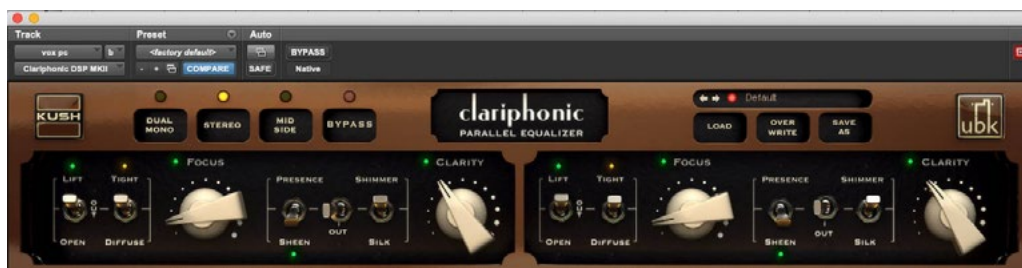 Track Preset Auto
vox pc b <factory default> BYPASS
Clariphonic DSP MKII - + COMPARE SAFE Native
KUSH
DUAL MONO STEREO MID SIDE BYPASS
clariphonic
PARALLEL EQUALIZER
Default
LOAD OVER WRITE SAVE AS
ubk
LIFT TIGHT FOCUS PRESENCE SHIMMER CLARITY
OUT
OUT
OPEN DIFFUSE SHEEN SILK
LIFT TIGHT FOCUS PRESENCE SHIMMER CLARITY
OUT
OUT
OPEN DIFFUSE SHEEN SILK